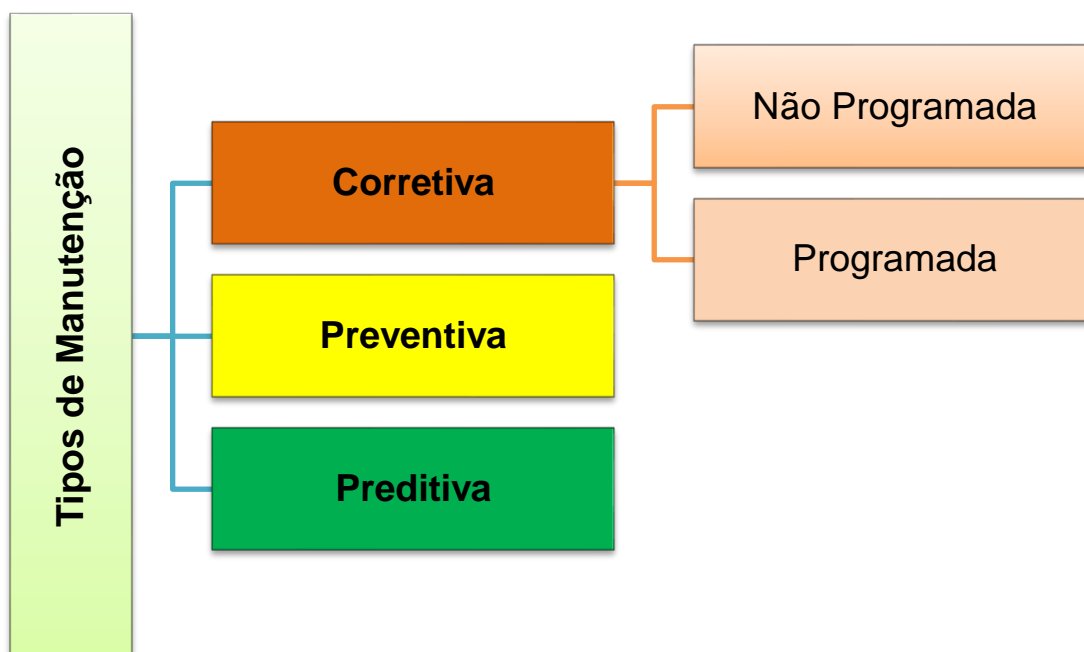 Tipos de Manutenção
Corretiva
Não Programada
Programada
Preventiva
Preditiva